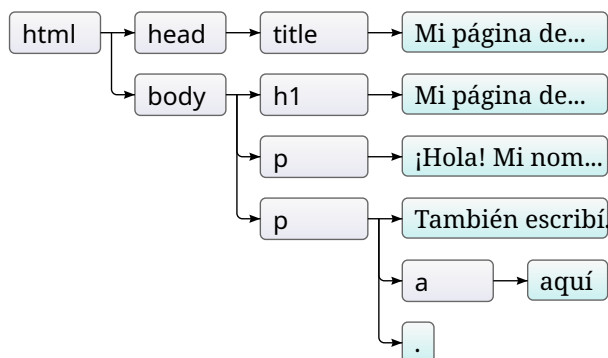 html head title Mi página de...
body h1 Mi página de...
p ¡Hola! Mi nom...
p También escribí.
a aquí
.